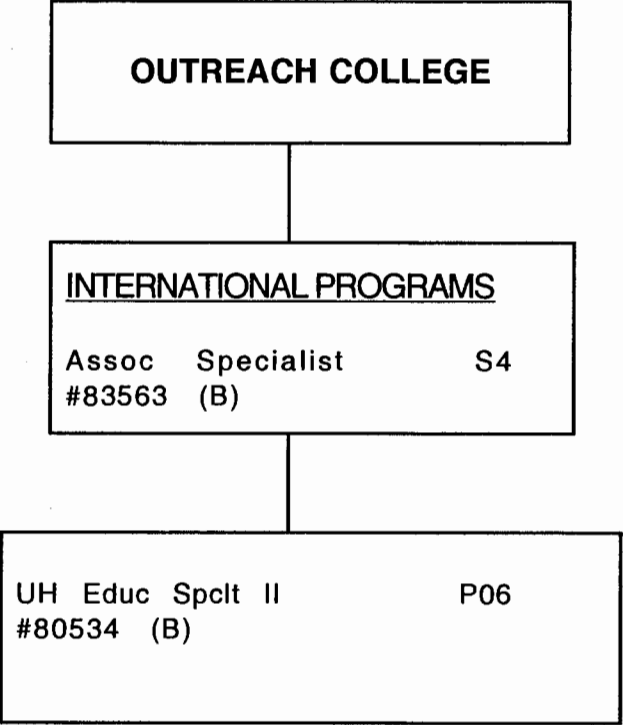 OUTREACH COLLEGE
INTERNATIONAL PROGRAMS
Assoc Specialist S4
#83563 (B)
UH Educ Spclt II P06
#80534 (B)